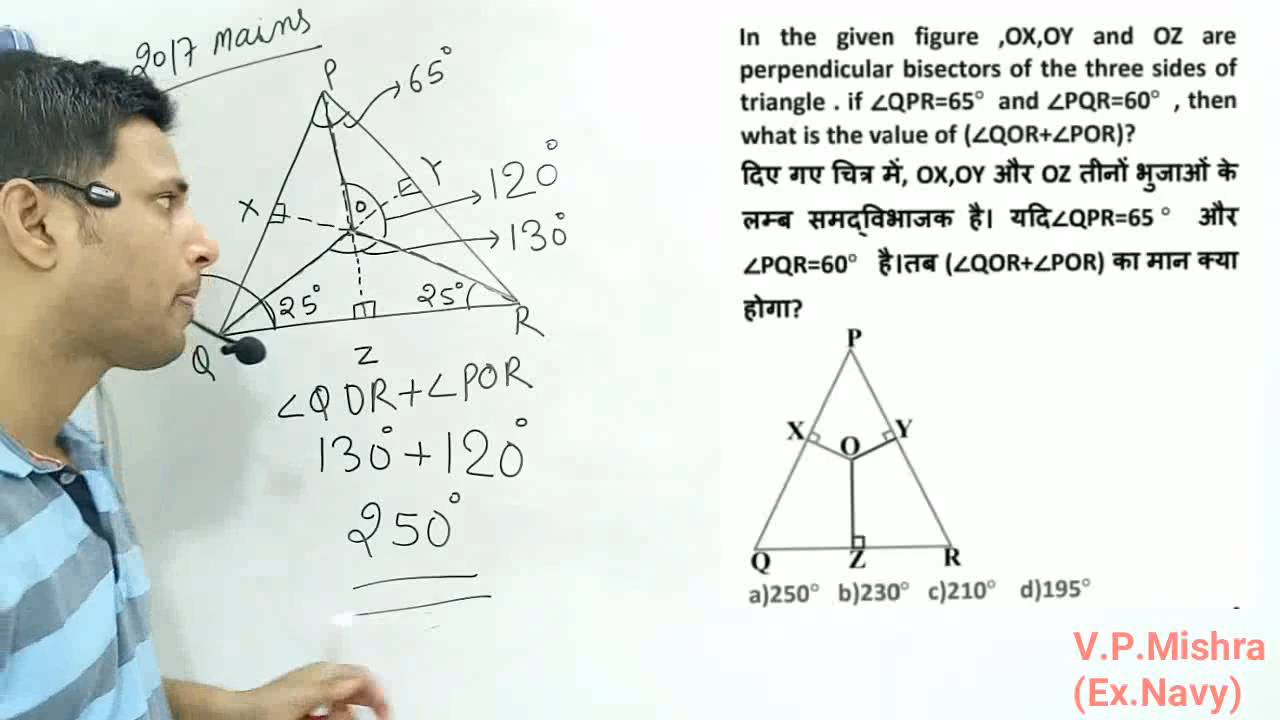 2017 mains
P
65°
X
Y
O
120°
130°
25°
25°
Q
Z
R
∠QOR+∠POR
130°+120°
250°
In the given figure ,OX,OY and OZ are
perpendicular bisectors of the three sides of
triangle . if ∠QPR=65° and ∠PQR=60° , then
what is the value of (∠QOR+∠POR)?
दिए गए चित्र में, OX,OY और OZ तीनों भुजाओं के
लम्ब समद्विभाजक है। यदि∠QPR=65 ° और
∠PQR=60° है।तब (∠QOR+∠POR) का मान क्या
होगा?
P
X
O
Y
Q
Z
R
a)250° b)230° c)210° d)195°
V.P.Mishra
(Ex.Navy)